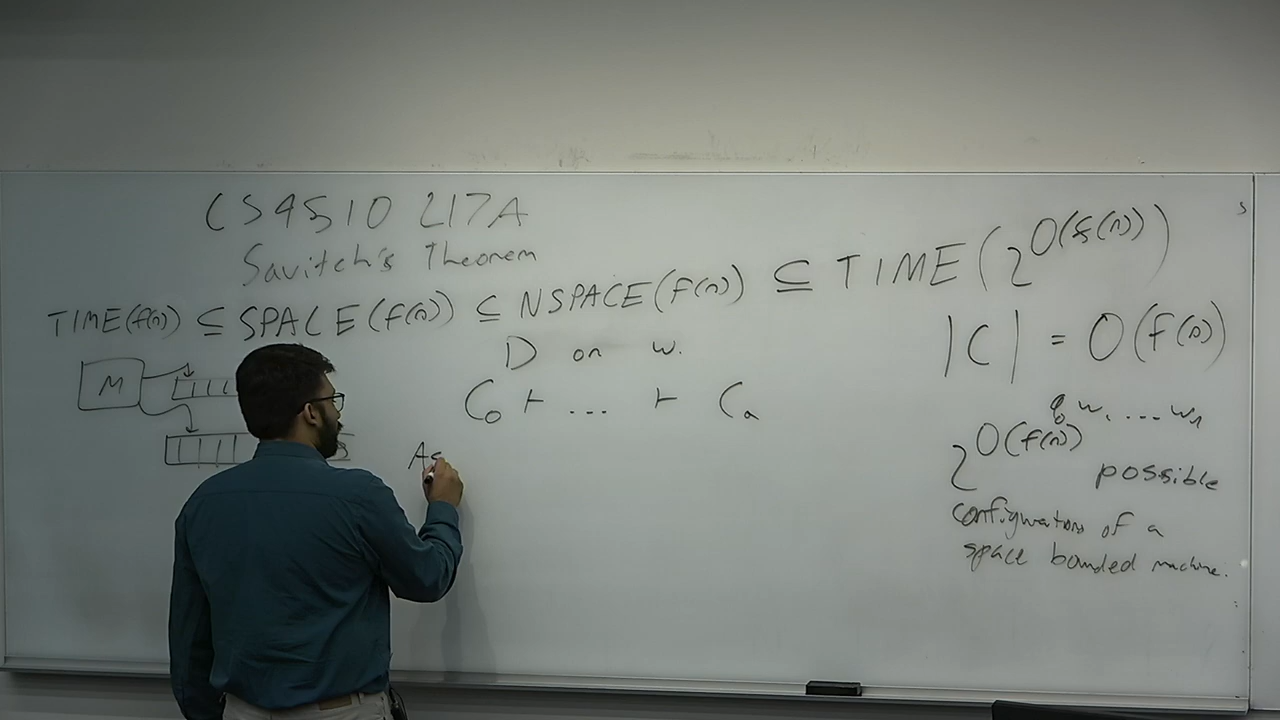 CS4510 L17A
Savitch's Theorem
TIME(f(n)) ⊆ SPACE(f(n)) ⊆ NSPACE(f(n)) ⊆ TIME(2^O(f(n)))
M
D on w.
C₀ ⊢ ... ⊢ Cₐ
As
|C| = O(f(n))
q w₁ .... wₙ
2^O(f(n)) possible
configurations of a
space bounded machine.